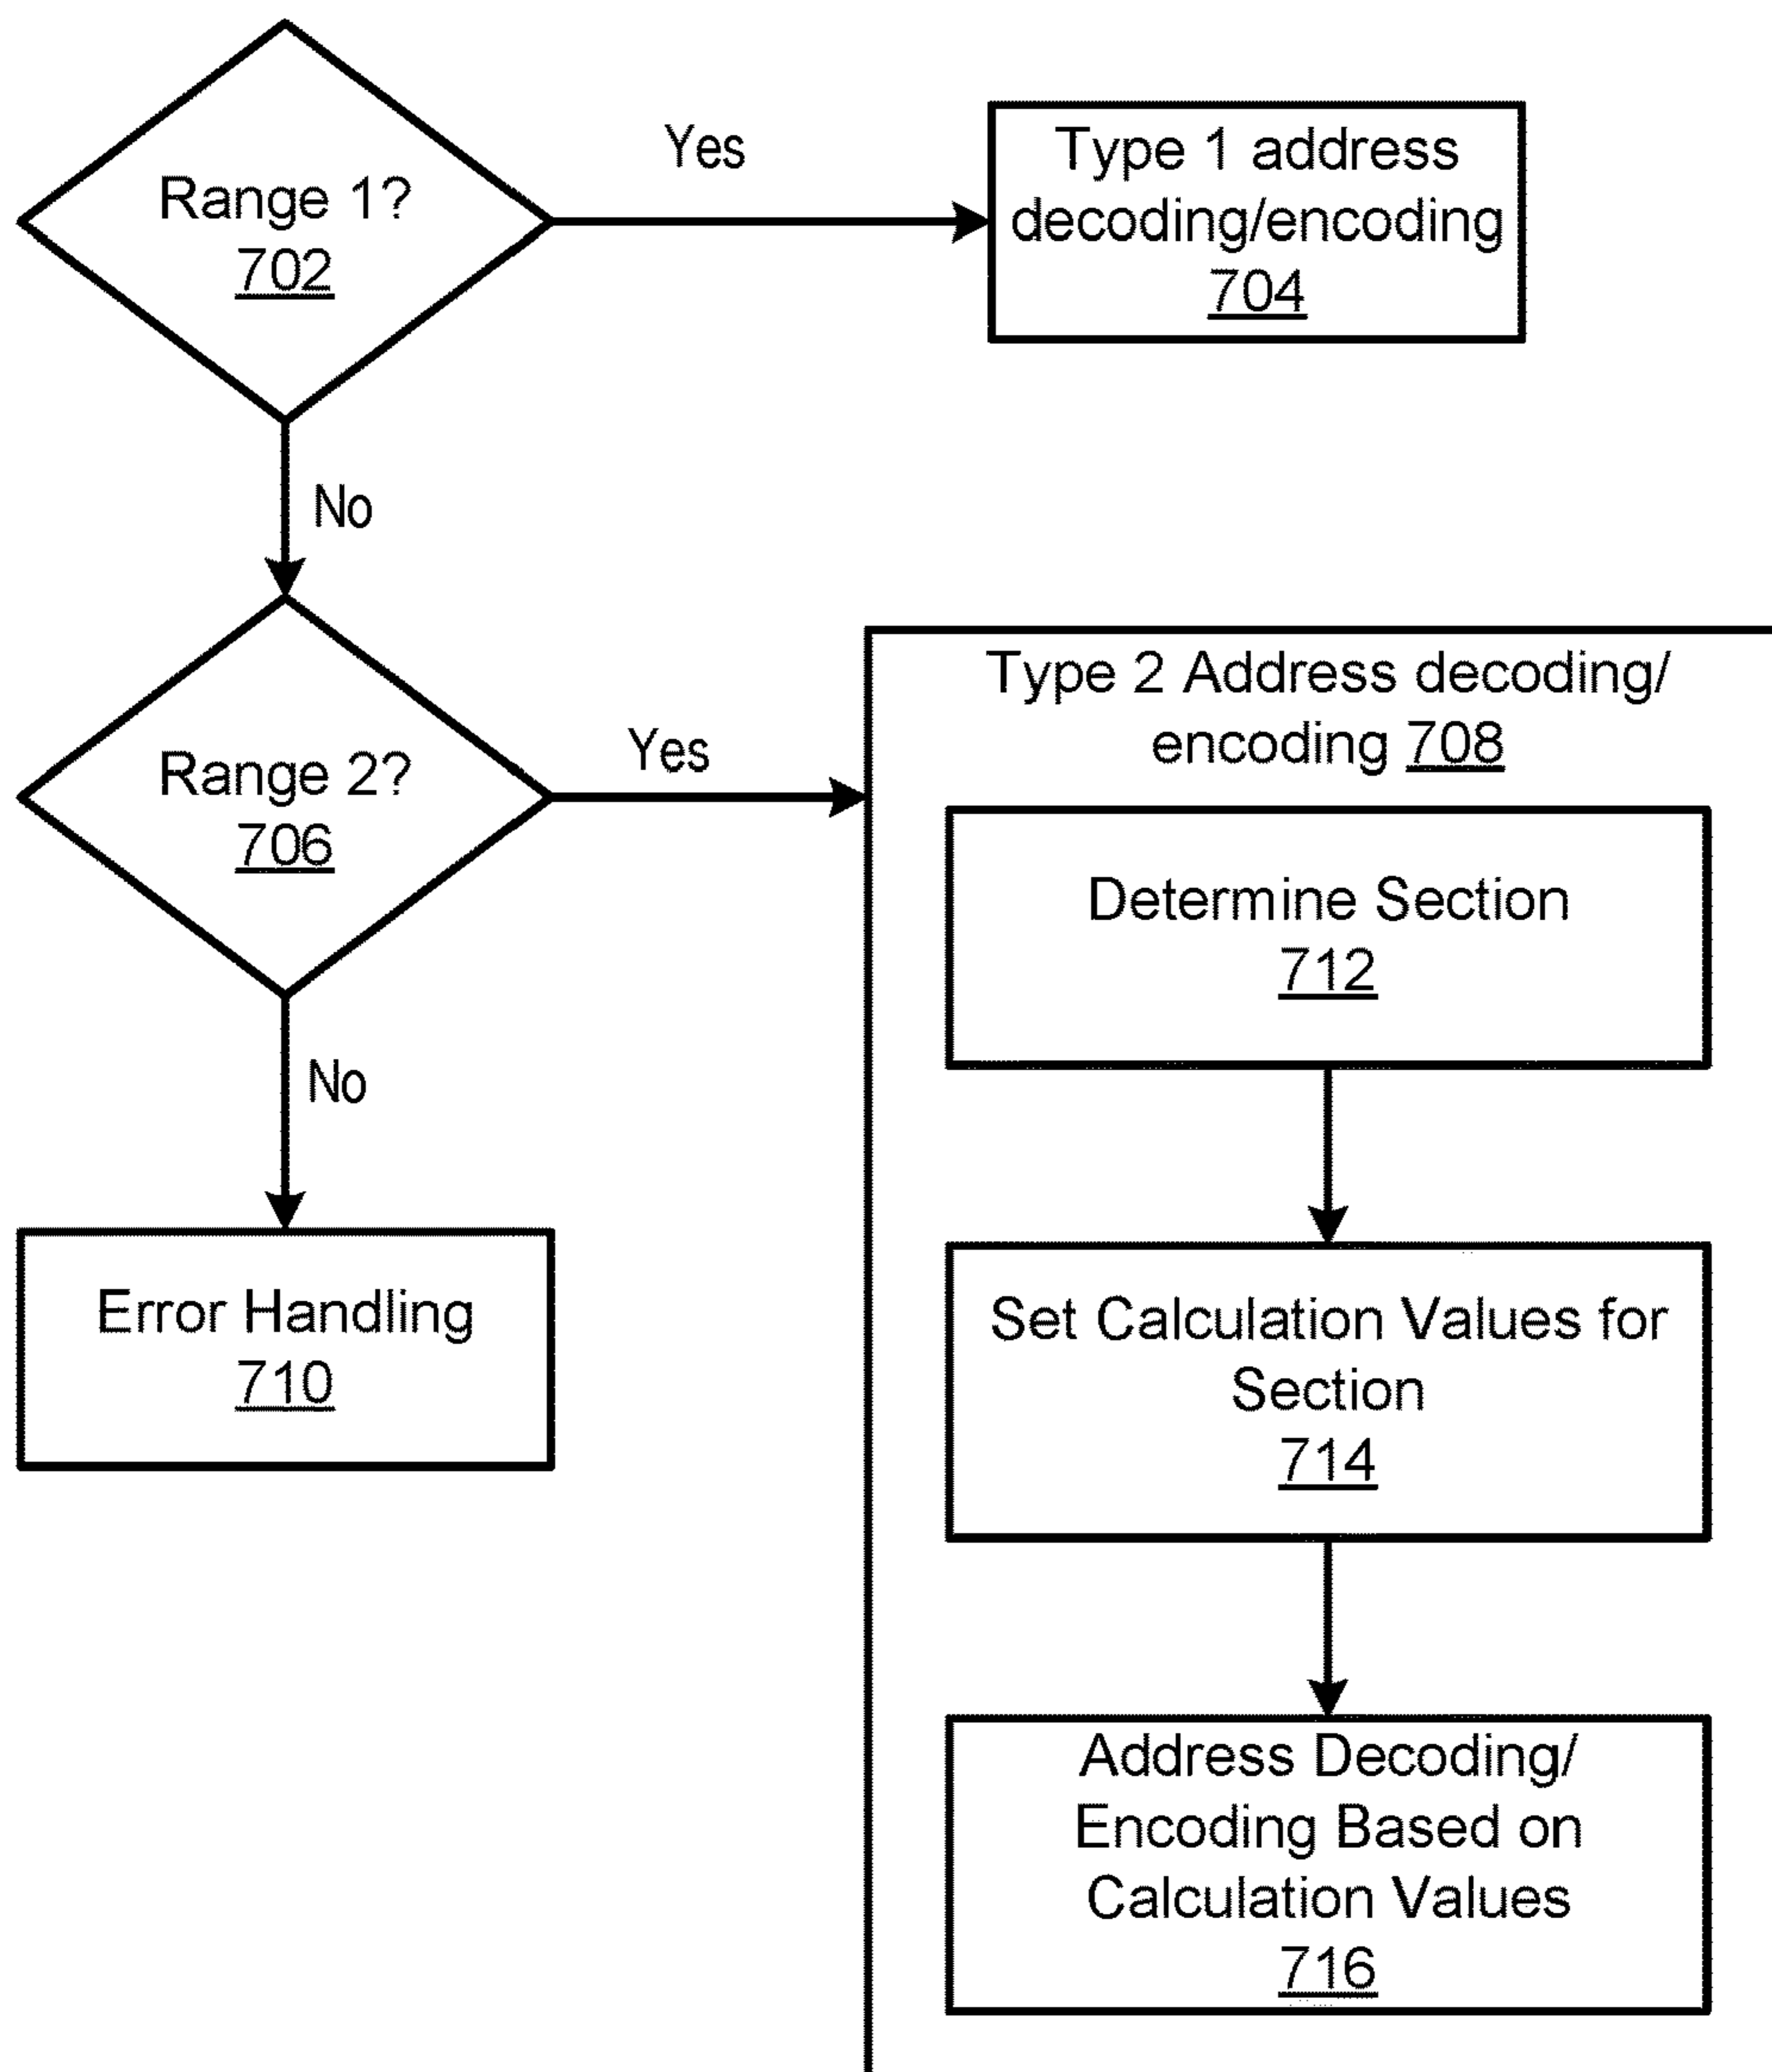 Range 1?
702
Yes
Type 1 address
decoding/encoding
704
No
Range 2?
706
Yes
Type 2 Address decoding/
encoding 708
Determine Section
712
No
Error Handling
710
Set Calculation Values for
Section
714
Address Decoding/
Encoding Based on
Calculation Values
716